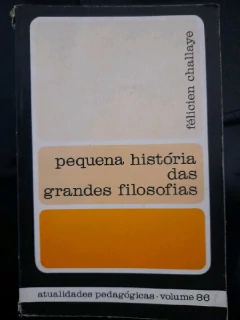 félicien challaye
pequena história
das
grandes filosofias
atualidades pedagógicas · volume 86